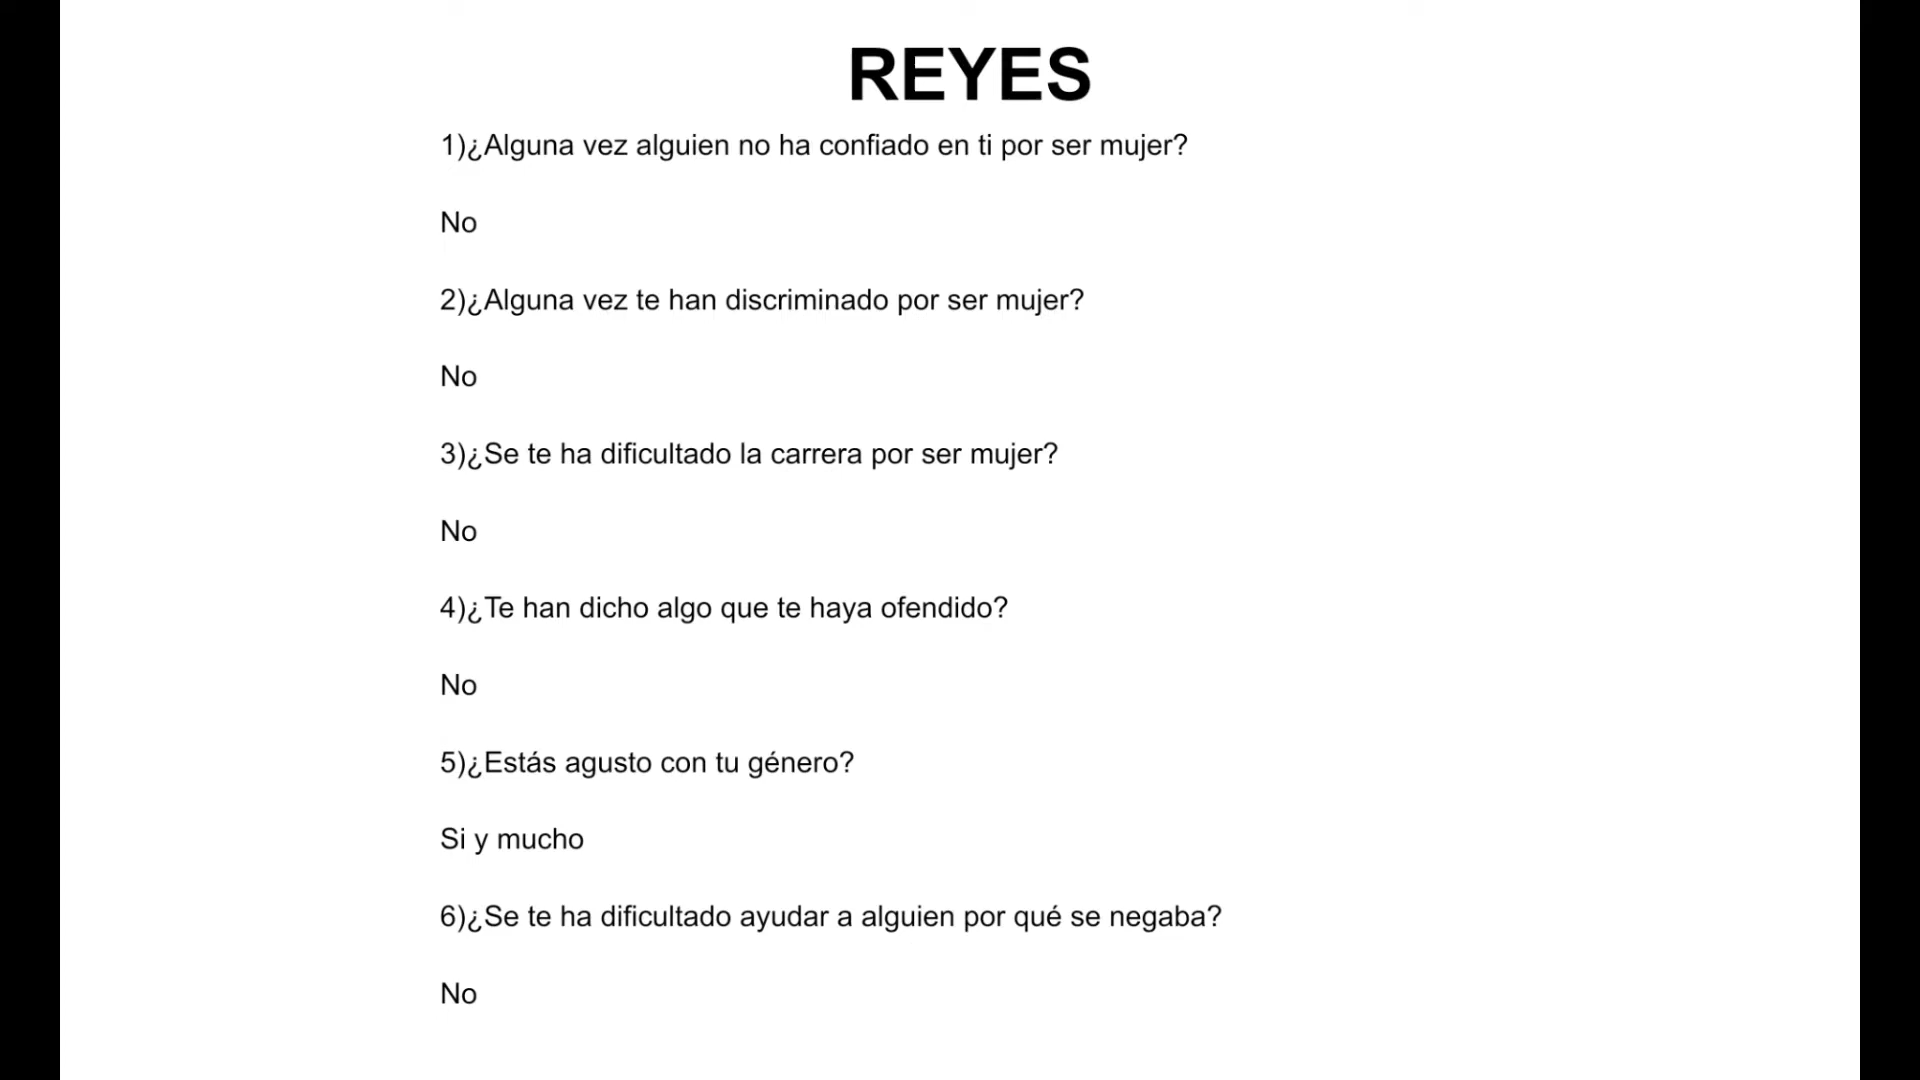 REYES
1)¿Alguna vez alguien no ha confiado en ti por ser mujer?
No
2)¿Alguna vez te han discriminado por ser mujer?
No
3)¿Se te ha dificultado la carrera por ser mujer?
No
4)¿Te han dicho algo que te haya ofendido?
No
5)¿Estás agusto con tu género?
Si y mucho
6)¿Se te ha dificultado ayudar a alguien por qué se negaba?
No